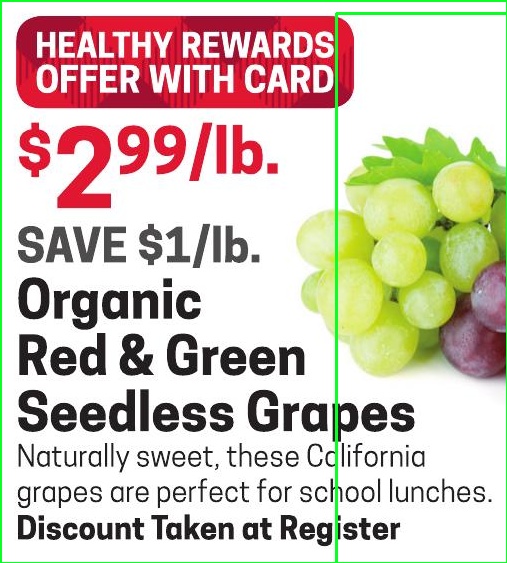 HEALTHY REWARDS
OFFER WITH CARD
$2.99/lb.
SAVE $1/lb.
Organic
Red & Green
Seedless Grapes
Naturally sweet, these California
grapes are perfect for school lunches.
Discount Taken at Register